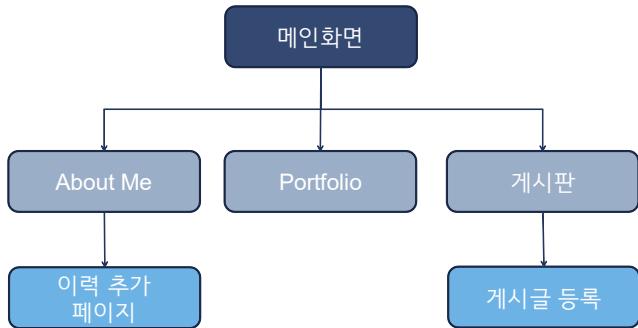 메인화면
About Me
Portfolio
게시판
이력 추가
페이지
게시글 등록